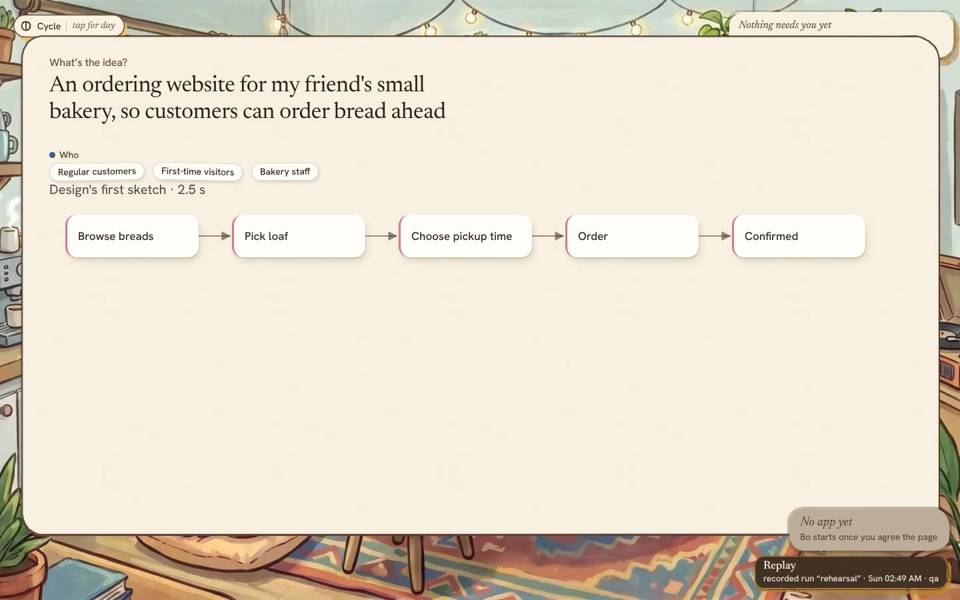 Cycle | tap for day
Nothing needs you yet
What's the idea?
An ordering website for my friend's small
bakery, so customers can order bread ahead
Who
Regular customers
First-time visitors
Bakery staff
Design's first sketch · 2.5 s
Browse breads
Pick loaf
Choose pickup time
Order
Confirmed
No app yet
Bo starts once you agree the page
Replay
recorded run “rehearsal” · Sun 02:49 AM · qa